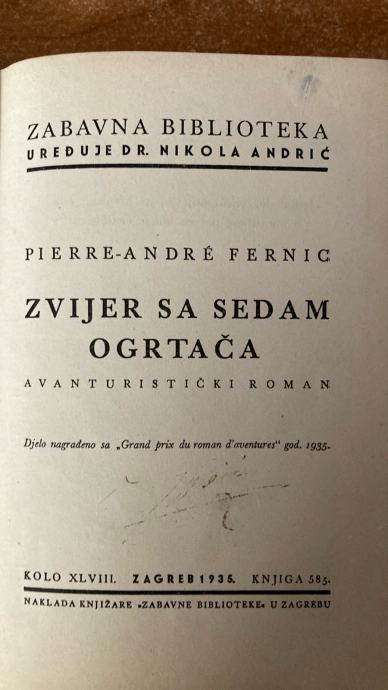 ZABAVNA BIBLIOTEKA
UREĐUJE DR. NIKOLA ANDRIĆ
PIERRE-ANDRÉ FERNIC
ZVIJER SA SEDAM
OGRTAČA
AVANTURISTIČKI ROMAN
Djelo nagrađeno sa „Grand prix du roman d'aventures" god. 1935.
KOLO XLVIII. ZAGREB 1935. KNJIGA 585.
NAKLADA KNJIŽARE »ZABAVNE BIBLIOTEKE« U ZAGREBU